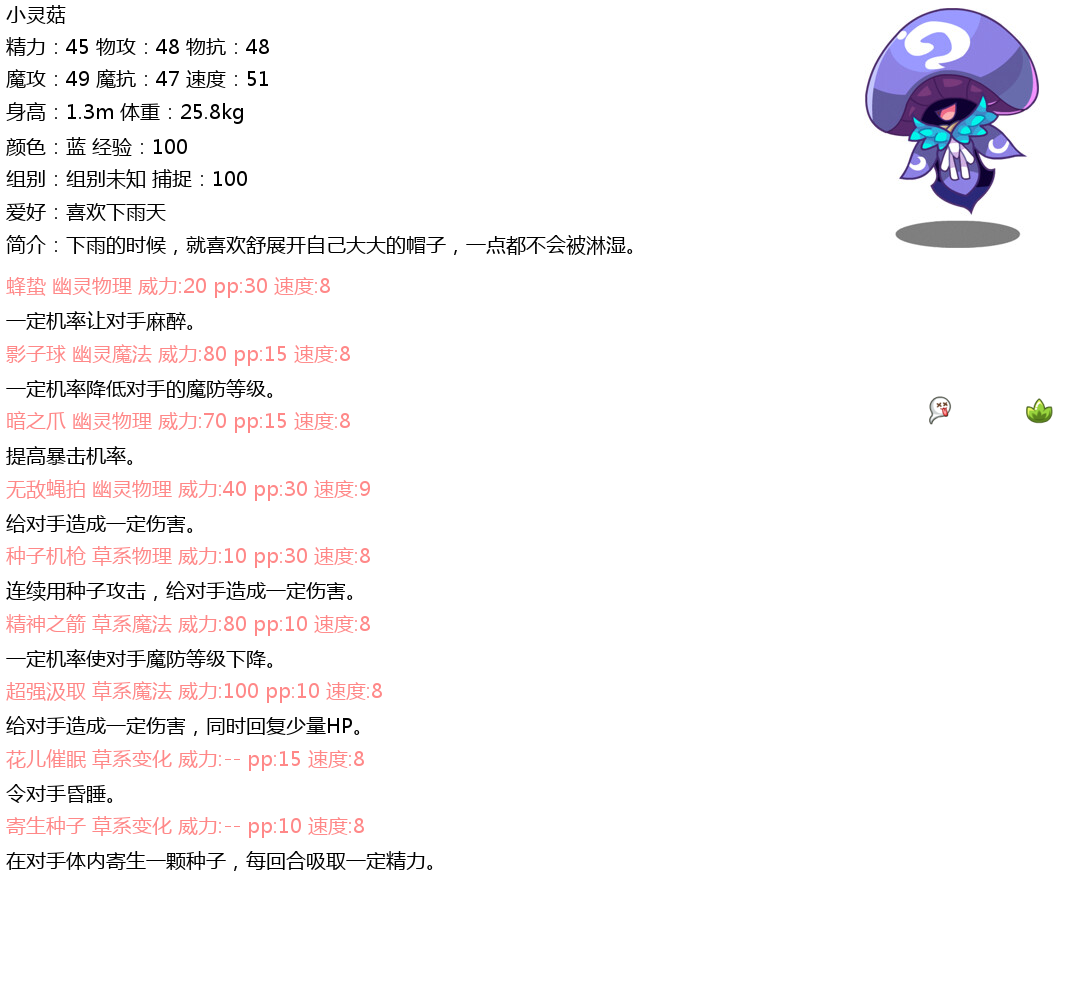 小灵菇
精力：45 物攻：48 物抗：48
魔攻：49 魔抗：47 速度：51
身高：1.3m 体重：25.8kg
颜色：蓝 经验：100
组别：组别未知 捕捉：100
爱好：喜欢下雨天
简介：下雨的时候，就喜欢舒展开自己大大的帽子，一点都不会被淋湿。
蜂蛰 幽灵物理 威力:20 pp:30 速度:8
一定机率让对手麻醉。
影子球 幽灵魔法 威力:80 pp:15 速度:8
一定机率降低对手的魔防等级。
暗之爪 幽灵物理 威力:70 pp:15 速度:8
提高暴击机率。
无敌蝇拍 幽灵物理 威力:40 pp:30 速度:9
给对手造成一定伤害。
种子机枪 草系物理 威力:10 pp:30 速度:8
连续用种子攻击，给对手造成一定伤害。
精神之箭 草系魔法 威力:80 pp:10 速度:8
一定机率使对手魔防等级下降。
超强汲取 草系魔法 威力:100 pp:10 速度:8
给对手造成一定伤害，同时回复少量HP。
花儿催眠 草系变化 威力:-- pp:15 速度:8
令对手昏睡。
寄生种子 草系变化 威力:-- pp:10 速度:8
在对手体内寄生一颗种子，每回合吸取一定精力。